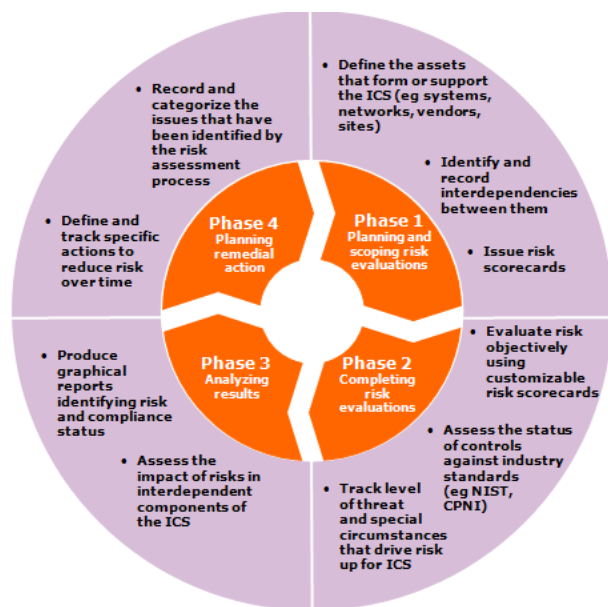 • Define the assets
that form or support
the ICS (eg systems,
networks, vendors,
sites)
• Identify and
record
interdependencies
between them
• Issue risk
scorecards
Phase 1
Planning and
scoping risk
evaluations
• Evaluate risk
objectively
using
customizable
risk scorecards
• Assess the status
of controls
against industry
standards
(eg NIST,
CPNI)
• Track level
of threat
and special
circumstances
that drive risk
up for ICS
Phase 2
Completing
risk
evaluations
• Produce
graphical
reports
identifying risk
and compliance
status
• Assess the
impact of risks in
interdependent
components of
the ICS
Phase 3
Analyzing
results
• Record and
categorize the
issues that have
been identified by
the risk
assessment
process
• Define and
track specific
actions to
reduce risk
over time
Phase 4
Planning
remedial
action